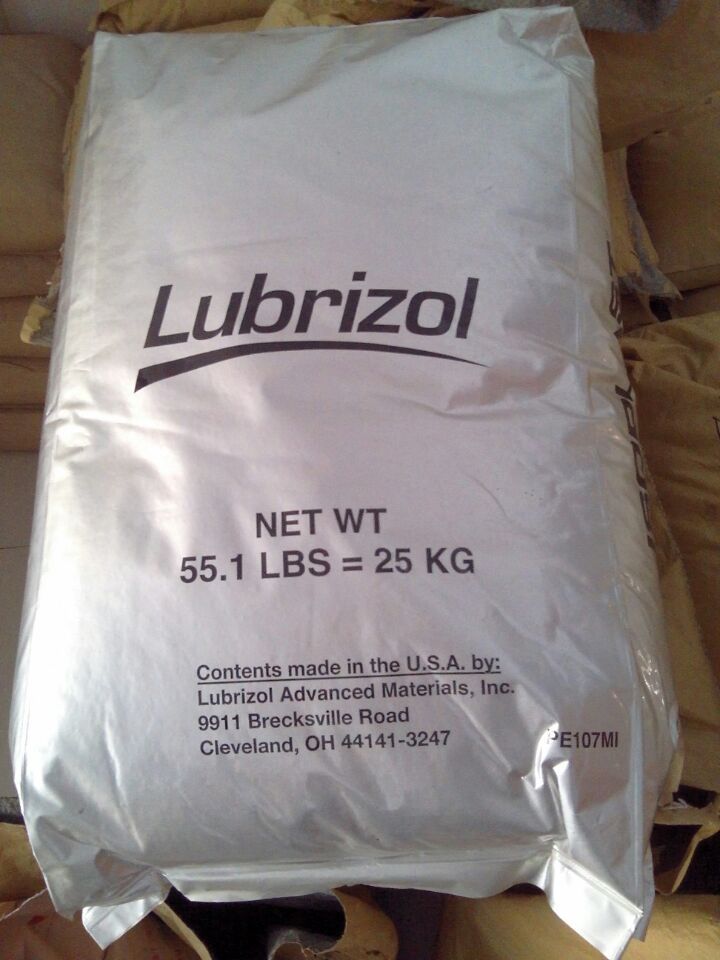 Lubrizol
NET WT
55.1 LBS = 25 KG
Contents made in the U.S.A. by:
Lubrizol Advanced Materials, Inc.
9911 Brecksville Road
Cleveland, OH 44141-3247
PE107MI